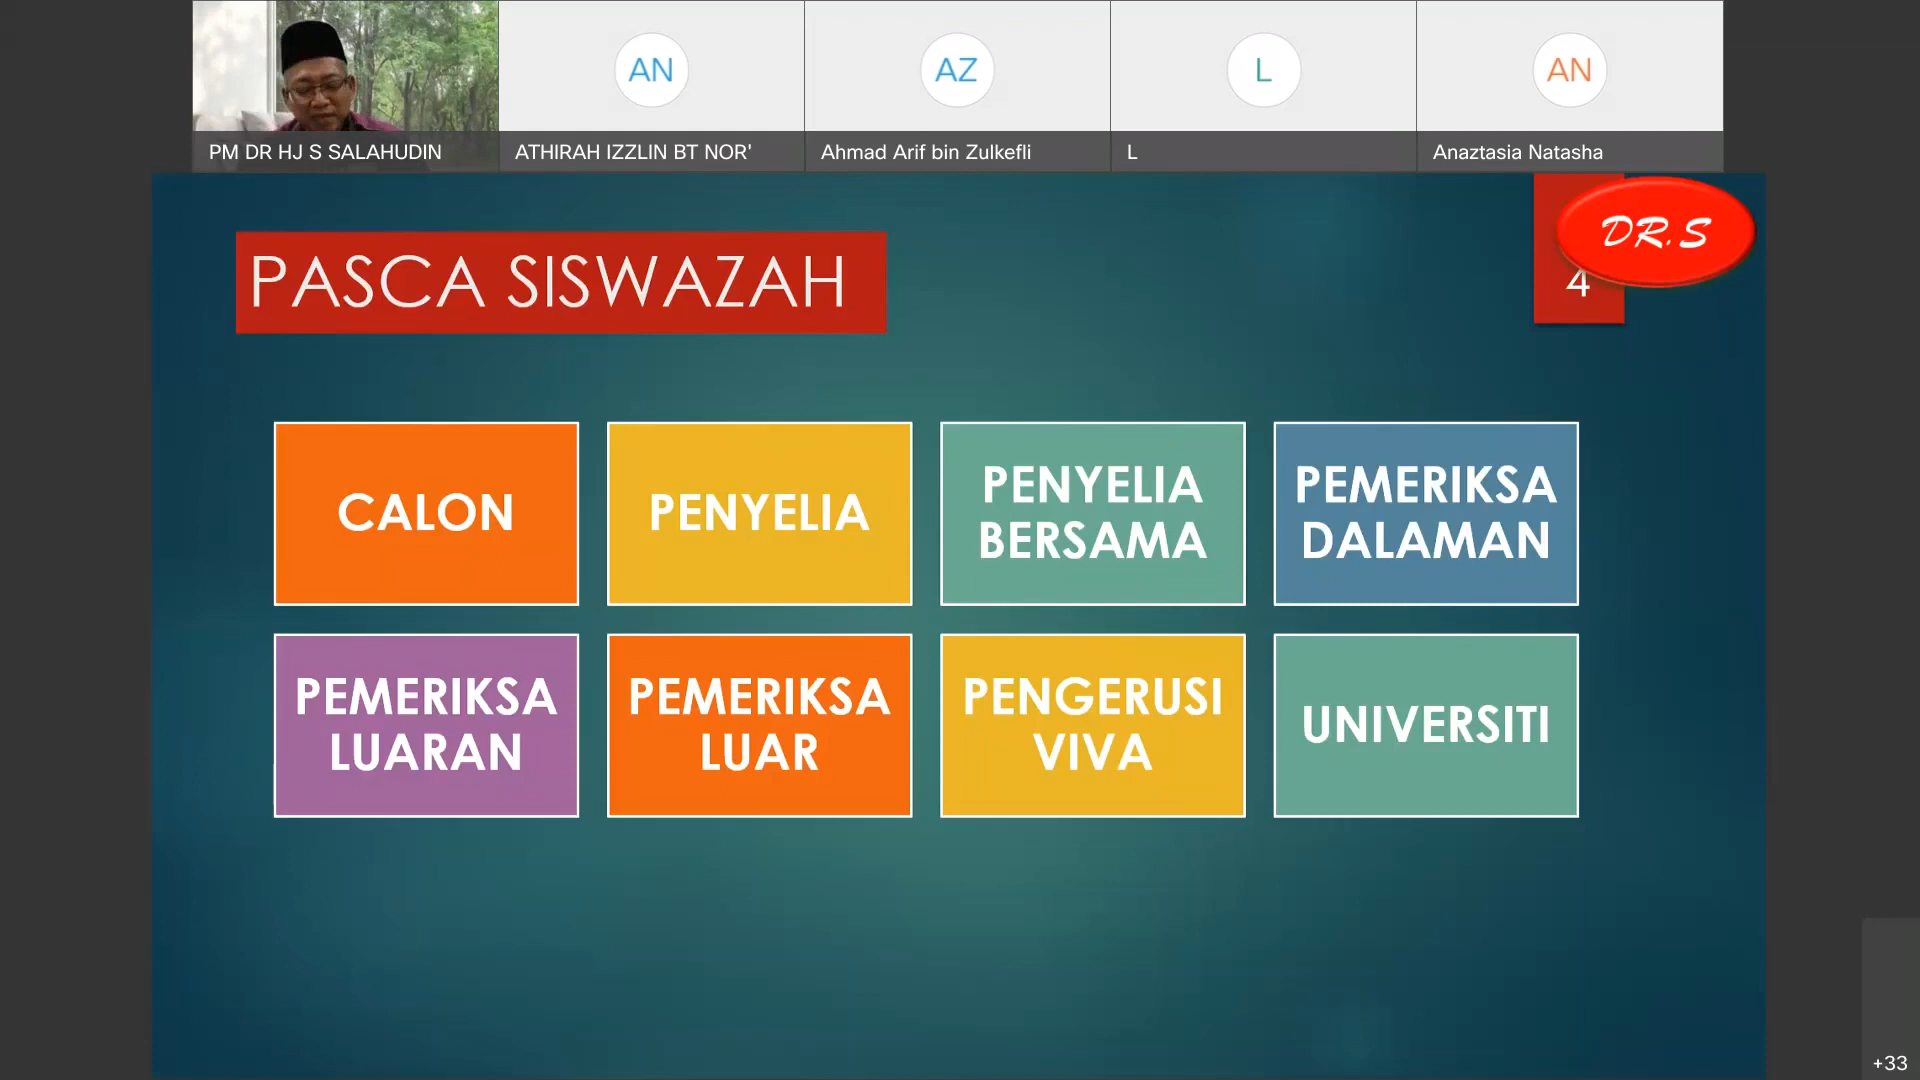 AN
AZ
L
AN
PM DR HJ S SALAHUDIN
ATHIRAH IZZLIN BT NOR'
Ahmad Arif bin Zulkefli
L
Anaztasia Natasha
DR.S
PASCA SISWAZAH
4
CALON
PENYELIA
PENYELIA
BERSAMA
PEMERIKSA
DALAMAN
PEMERIKSA
LUARAN
PEMERIKSA
LUAR
PENGERUSI
VIVA
UNIVERSITI
+33